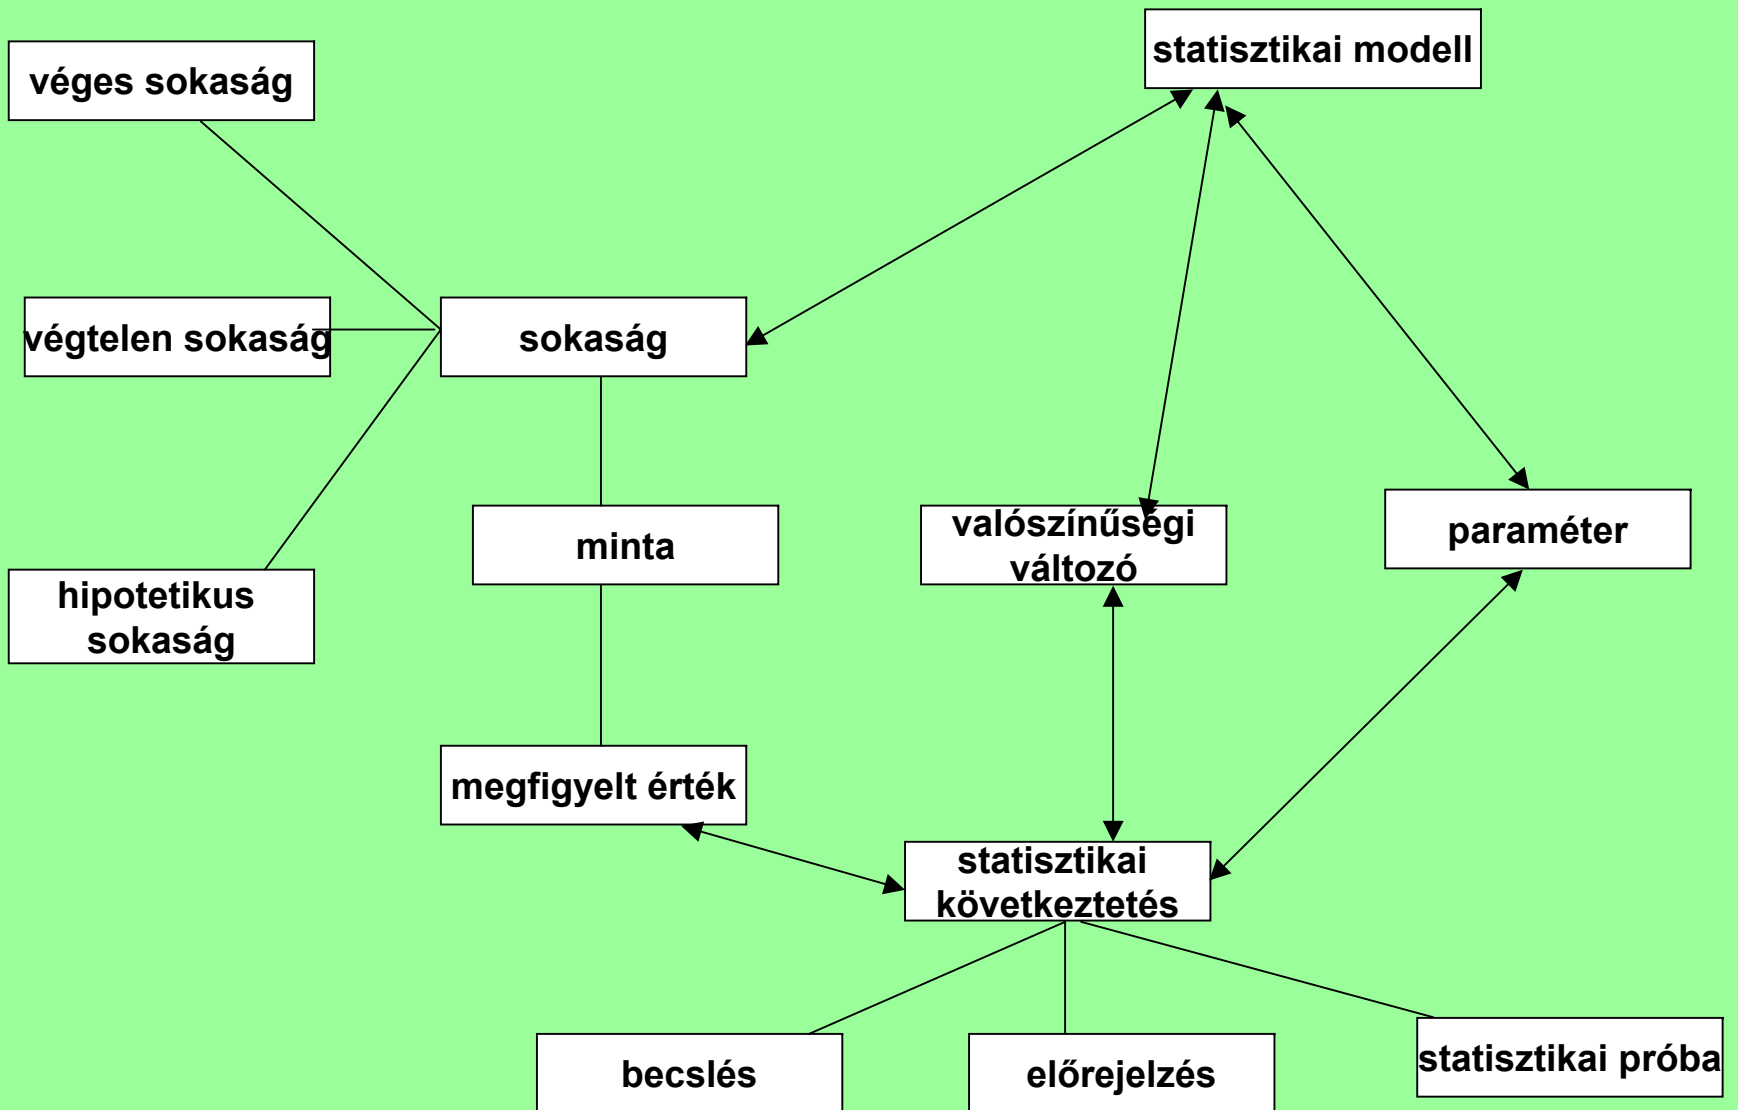 statisztikai modell
véges sokaság
végtelen sokaság
sokaság
minta
valószínűségi
változó
paraméter
hipotetikus
sokaság
megfigyelt érték
statisztikai
következtetés
becslés
előrejelzés
statisztikai próba